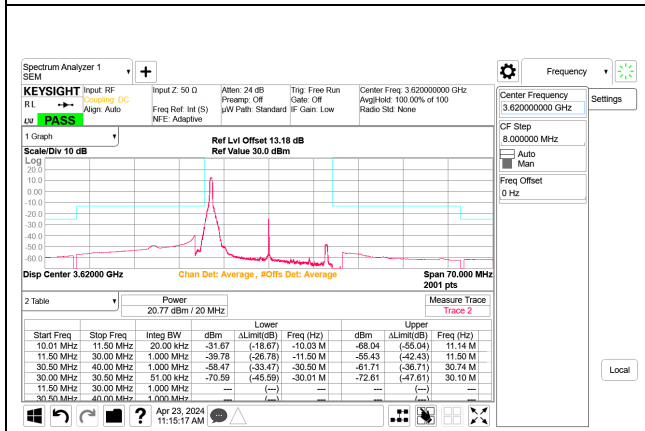 Spectrum Analyzer 1
SEM
+
Frequency
KEYSIGHT Input: RF Input Z: 50 Ω Atten: 24 dB Trig: Free Run Center Freq: 3.620000000 GHz
RL Coupling: DC Preamp: Off Gate: Off Avg|Hold: 100.00% of 100
Align: Auto Freq Ref: Int (S) µW Path: Standard IF Gain: Low Radio Std: None
LXI PASS NFE: Adaptive
Center Frequency
3.620000000 GHz
Settings
CF Step
8.000000 MHz
Auto
Man
Freq Offset
0 Hz
1 Graph
Ref Lvl Offset 13.18 dB
Scale/Div 10 dB Ref Value 30.0 dBm
Log
20.0
10.0
0.00
-10.0
-20.0
-30.0
-40.0
-50.0
-60.0
Disp Center 3.62000 GHz Chan Det: Average , #Offs Det: Average Span 70.000 MHz
2001 pts
2 Table Power Measure Trace
20.77 dBm / 20 MHz Trace 2
Lower Upper
Start Freq Stop Freq Integ BW dBm ΔLimit(dB) Freq (Hz) dBm ΔLimit(dB) Freq (Hz)
10.01 MHz 11.50 MHz 20.00 kHz -31.67 (-18.67) -10.03 M -68.04 (-55.04) 11.14 M
11.50 MHz 30.00 MHz 1.000 MHz -39.78 (-26.78) -11.50 M -55.43 (-42.43) 11.50 M
30.50 MHz 40.00 MHz 1.000 MHz -58.47 (-33.47) -30.50 M -61.71 (-36.71) 30.74 M
30.00 MHz 30.50 MHz 51.00 kHz -70.59 (-45.59) -30.01 M -72.61 (-47.61) 30.10 M
11.50 MHz 30.00 MHz 1.000 MHz --- (---) --- --- (---) ---
30.50 MHz 40.00 MHz 1.000 MHz --- (---) --- --- (---) ---
Local
? Apr 23, 2024
11:15:17 AM